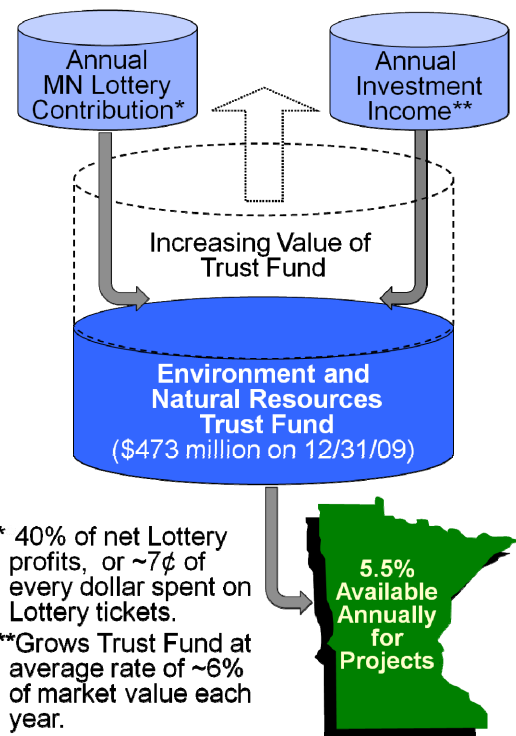 Annual
MN Lottery
Contribution*
Annual
Investment
Income**
Increasing Value of
Trust Fund
Environment and
Natural Resources
Trust Fund
($473 million on 12/31/09)
* 40% of net Lottery
profits, or ~7¢ of
every dollar spent on
Lottery tickets.
**Grows Trust Fund at
average rate of ~6%
of market value each
year.
5.5%
Available
Annually
for
Projects